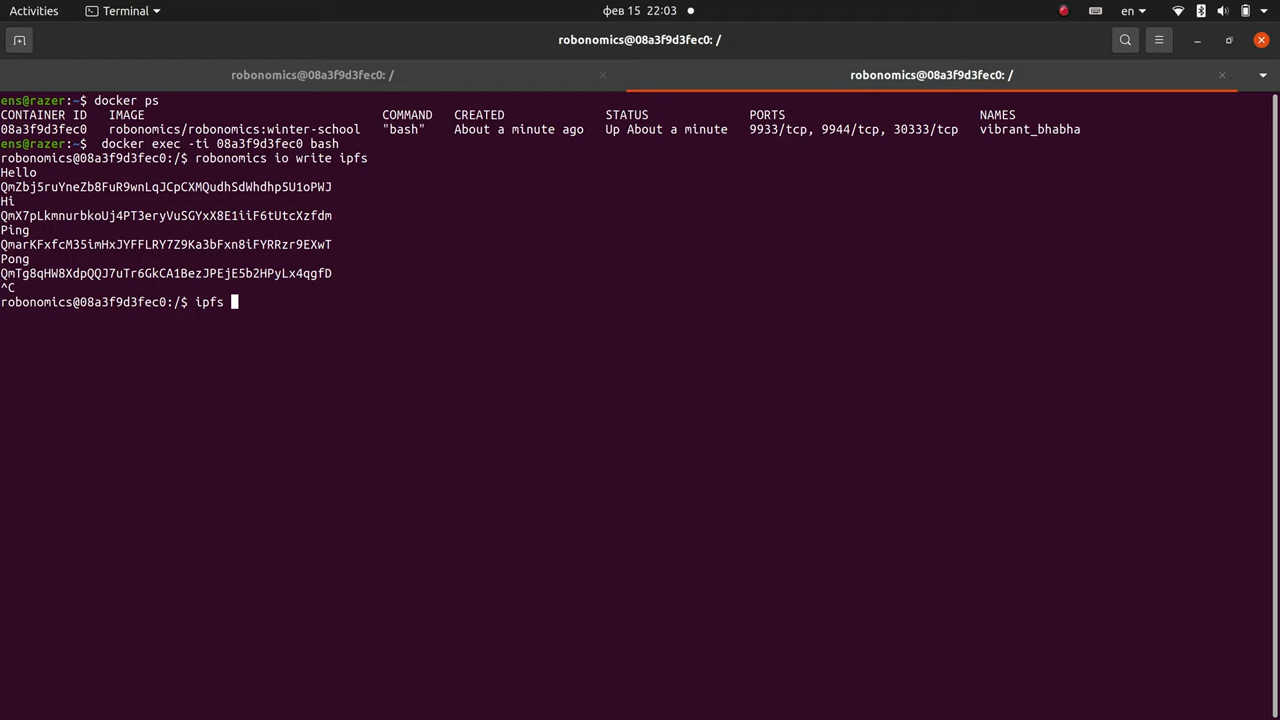 Activities Terminal фев 15 22:03 en
robonomics@08a3f9d3fec0: /
robonomics@08a3f9d3fec0: / robonomics@08a3f9d3fec0: /
ens@razer:~$ docker ps
CONTAINER ID IMAGE COMMAND CREATED STATUS PORTS NAMES
08a3f9d3fec0 robonomics/robonomics:winter-school "bash" About a minute ago Up About a minute 9933/tcp, 9944/tcp, 30333/tcp vibrant_bhabha
ens@razer:~$ docker exec -ti 08a3f9d3fec0 bash
robonomics@08a3f9d3fec0:/$ robonomics io write ipfs
Hello
QmZbj5ruYneZb8FuR9wnLqJCpCXMQudhSdWhdhp5U1oPWJ
Hi
QmX7pLkmnurbkoUj4PT3eryVuSGYxX8E1iiF6tUtcXzfdm
Ping
QmarKFxfcM35imHxJYFFLRY7Z9Ka3bFxn8iFYRRzr9EXwT
Pong
QmTg8qHW8XdpQQJ7uTr6GkCA1BezJPEjE5b2HPyLx4qgfD
^C
robonomics@08a3f9d3fec0:/$ ipfs